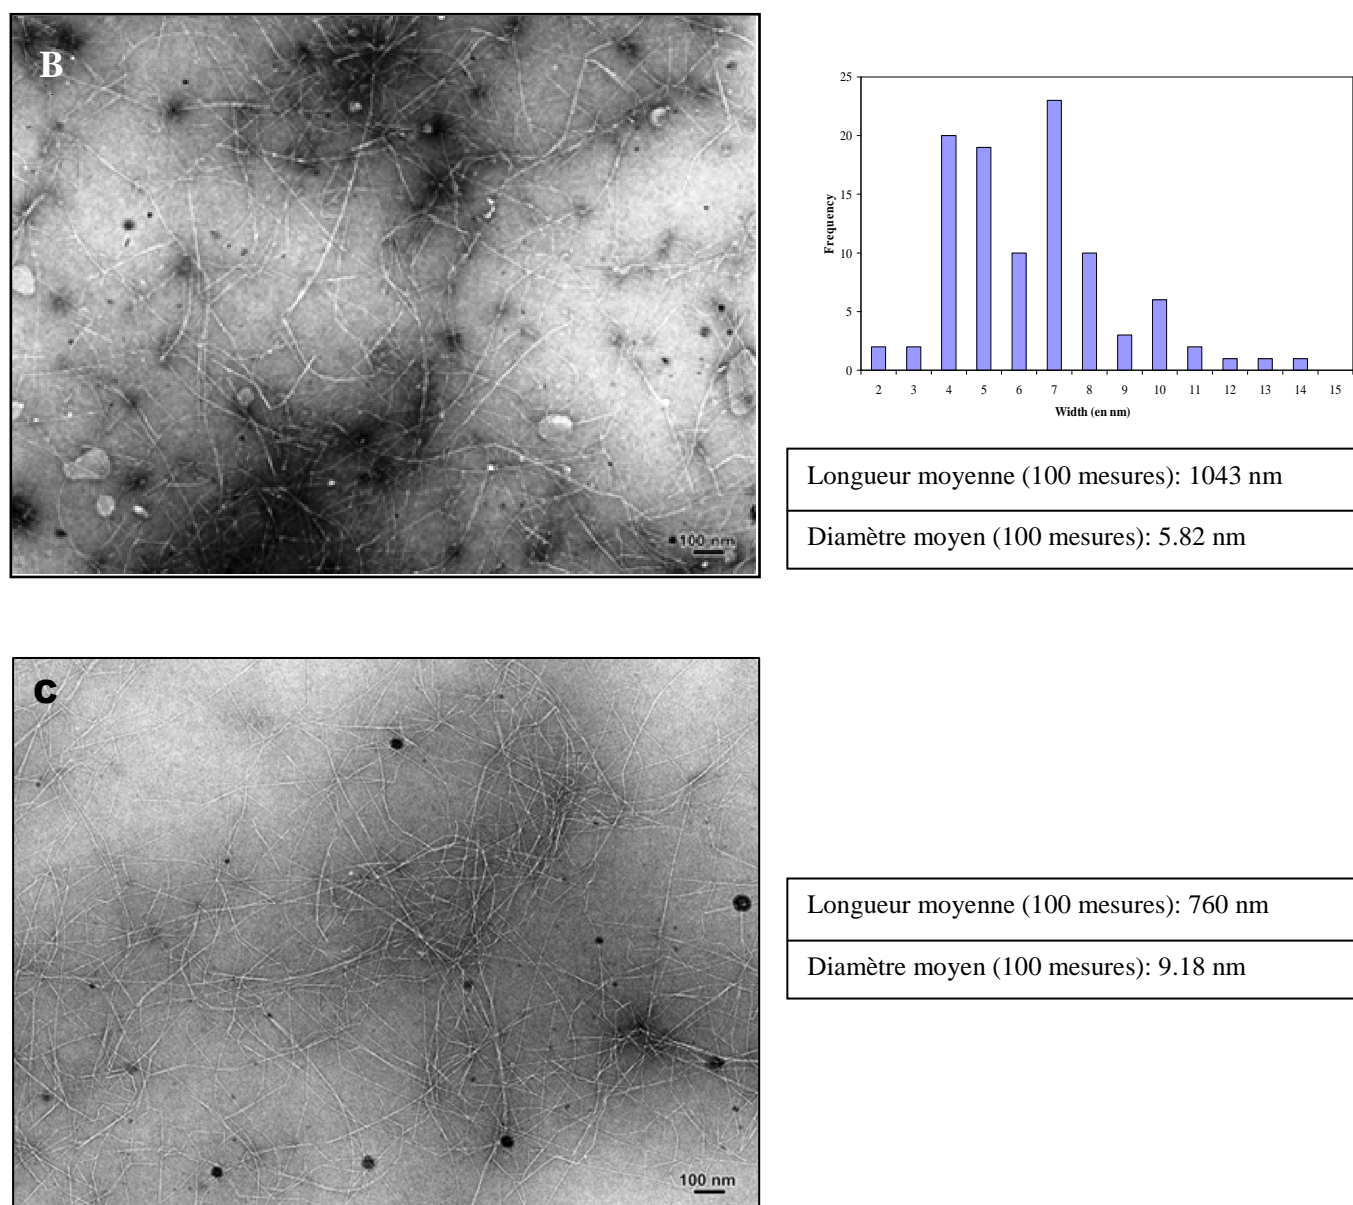 B
100 nm
25
20
15
10
5
0
Frequency
2 3 4 5 6 7 8 9 10 11 12 13 14 15
Width (en nm)
Longueur moyenne (100 mesures): 1043 nm
Diamètre moyen (100 mesures): 5.82 nm
C
100 nm
Longueur moyenne (100 mesures): 760 nm
Diamètre moyen (100 mesures): 9.18 nm